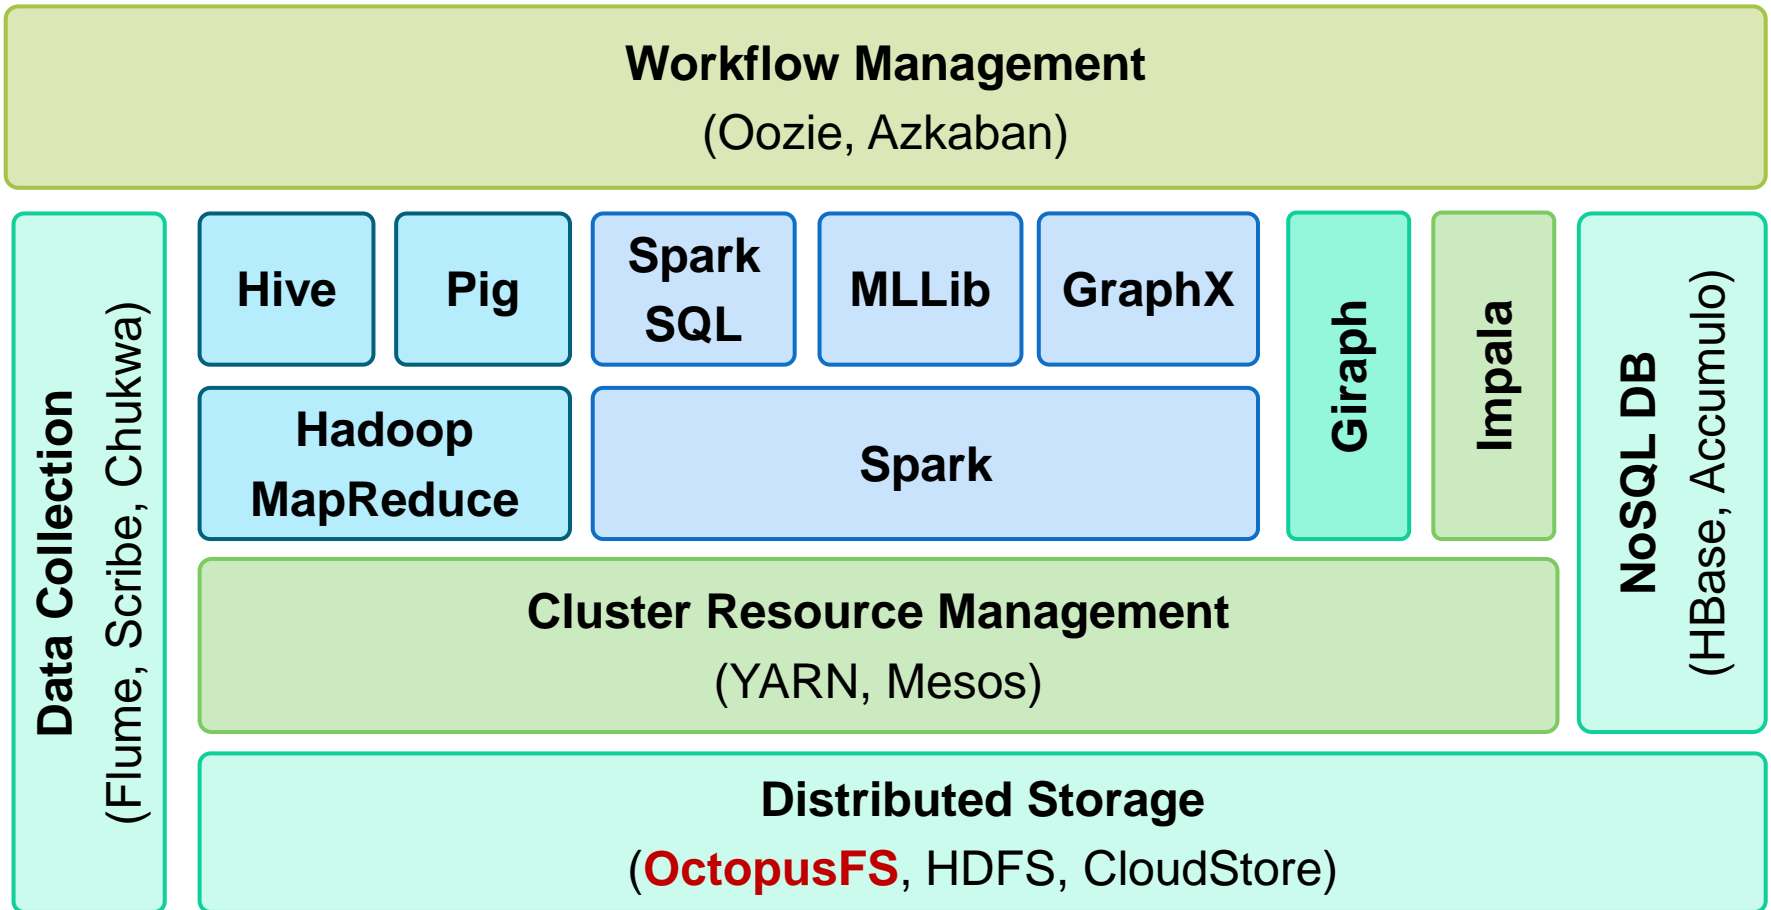 Workflow Management
(Oozie, Azkaban)
Data Collection
(Flume, Scribe, Chukwa)
Hive
Pig
Spark
SQL
MLLib
GraphX
Hadoop
MapReduce
Spark
Giraph
Impala
NoSQL DB
(HBase, Accumulo)
Cluster Resource Management
(YARN, Mesos)
Distributed Storage
(OctopusFS, HDFS, CloudStore)